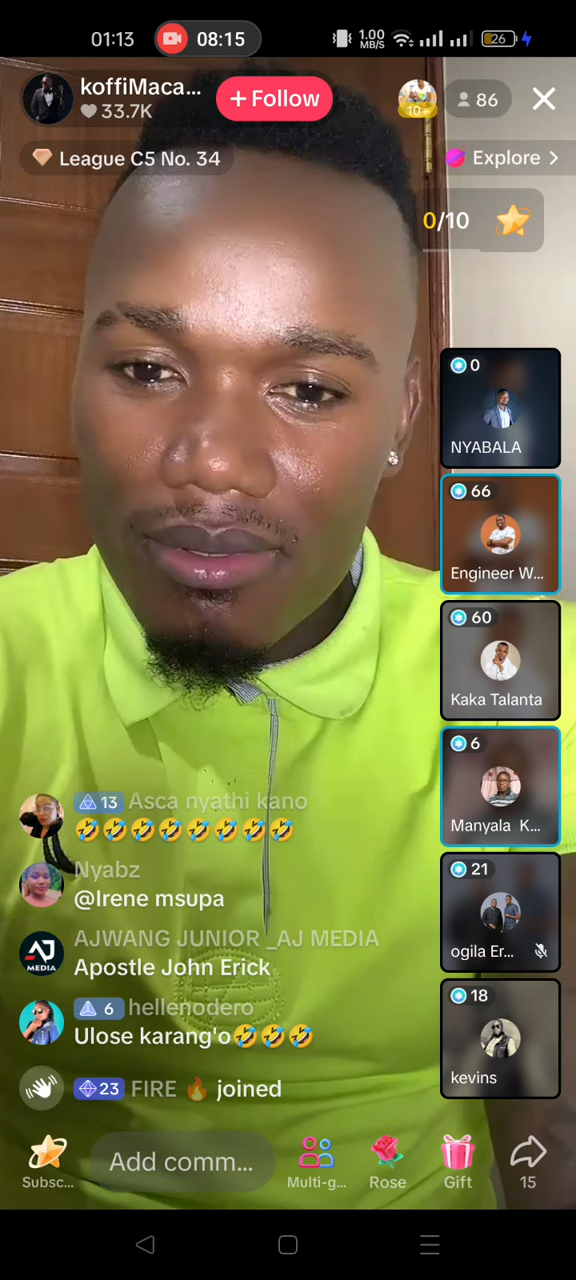 01:13
08:15
1.00
MB/S
26
koffiMaca...
33.7K
+ Follow
10+
86
League C5 No. 34
Explore >
0/10
0
NYABALA
66
Engineer W...
60
Kaka Talanta
6
Manyala K...
21
ogila Er...
18
kevins
13 Asca nyathi kano
🤣🤣🤣🤣🤣🤣🤣🤣
Nyabz
@Irene msupa
AJ
MEDIA
AJWANG JUNIOR _AJ MEDIA
Apostle John Erick
6 hellenodero
Ulose karang'o🤣🤣🤣
23 FIRE 🔥 joined
Subsc...
Add comm...
Multi-g...
Rose
Gift
15